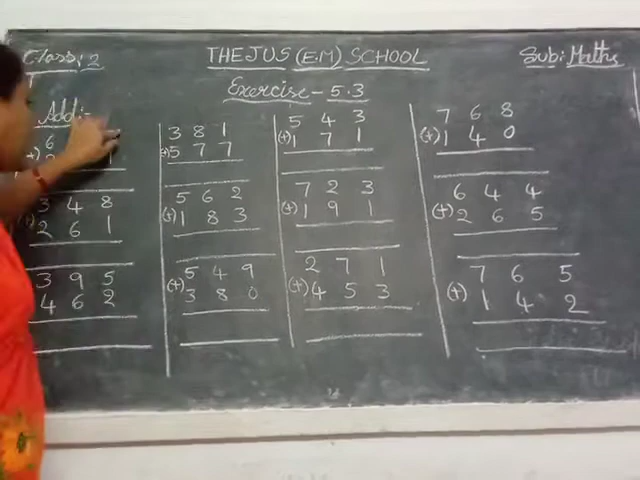 Class: 2
THEJUS (E.M) SCHOOL
Sub: Maths
Exercise - 5.3
Add:-
6
3 4 8
2 6 1
3 9 5
4 6 2
3 8 1
(+) 5 7 7
5 6 2
(+) 1 8 3
5 4 9
(+) 3 8 0
5 4 3
(+) 1 7 1
7 2 3
(+) 1 9 1
2 7 1
(+) 4 5 3
7 6 8
(+) 1 4 0
6 4 4
(+) 2 6 5
7 6 5
(+) 1 4 2